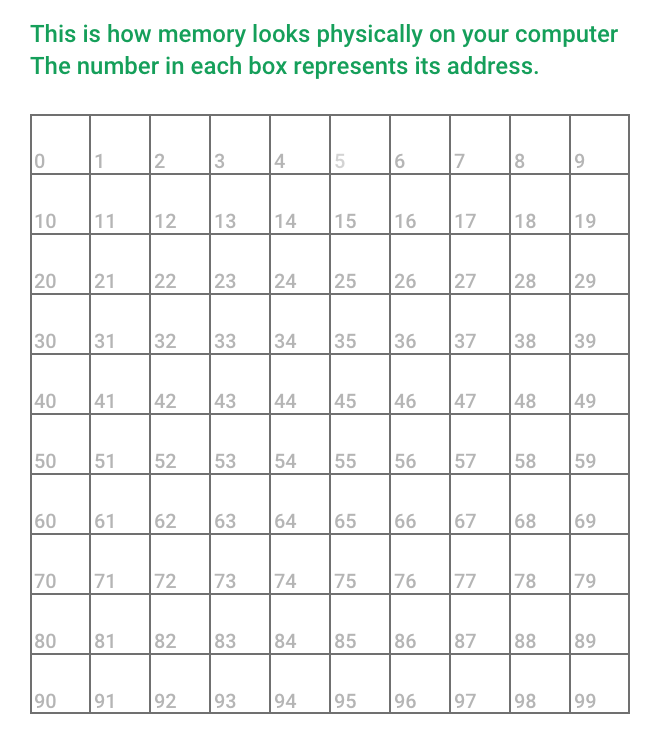 This is how memory looks physically on your computer
The number in each box represents its address.
0 1 2 3 4 5 6 7 8 9
10 11 12 13 14 15 16 17 18 19
20 21 22 23 24 25 26 27 28 29
30 31 32 33 34 35 36 37 38 39
40 41 42 43 44 45 46 47 48 49
50 51 52 53 54 55 56 57 58 59
60 61 62 63 64 65 66 67 68 69
70 71 72 73 74 75 76 77 78 79
80 81 82 83 84 85 86 87 88 89
90 91 92 93 94 95 96 97 98 99